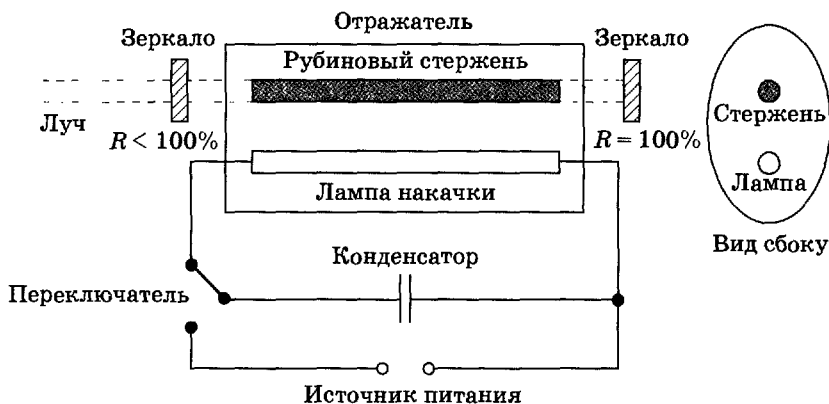 Отражатель
Зеркало
Зеркало
Рубиновый стержень
Луч
R < 100%
R = 100%
Стержень
Лампа накачки
Лампа
Вид сбоку
Конденсатор
Переключатель
Источник питания